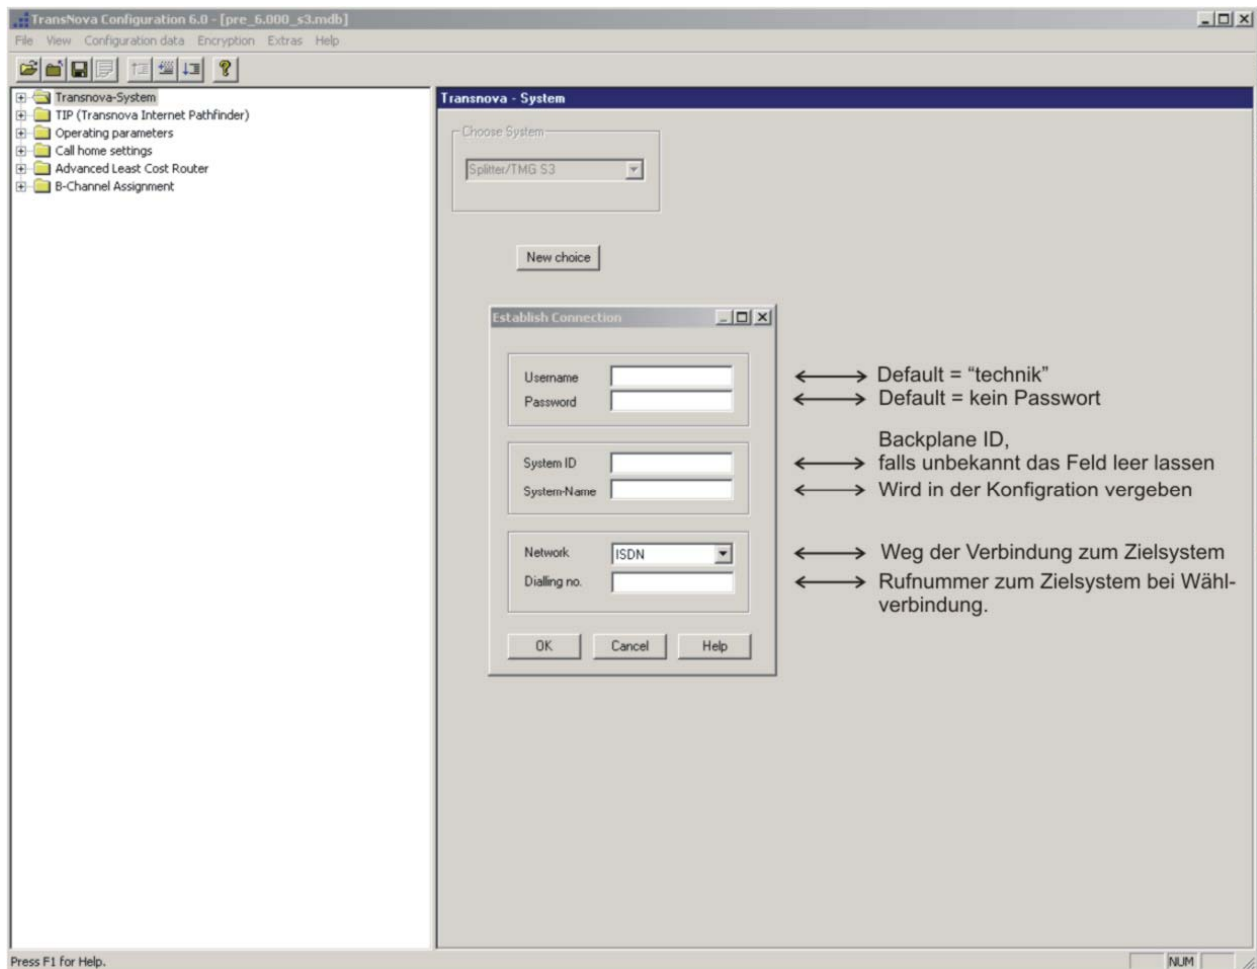 TransNova Configuration 6.0 - [pre_6.000_s3.mdb]
File View Configuration data Encryption Extras Help
Transnova-System
TIP (Transnova Internet Pathfinder)
Operating parameters
Call home settings
Advanced Least Cost Router
B-Channel Assignment
Transnova - System
Choose System
Splitter/TMG S3
New choice
Establish Connection
Username
Default = “technik”
Password
Default = kein Passwort
Backplane ID,
System ID
falls unbekannt das Feld leer lassen
System-Name
Wird in der Konfigration vergeben
Network
ISDN
Weg der Verbindung zum Zielsystem
Dialling no.
Rufnummer zum Zielsystem bei Wähl-
verbindung.
OK
Cancel
Help
Press F1 for Help.
NUM